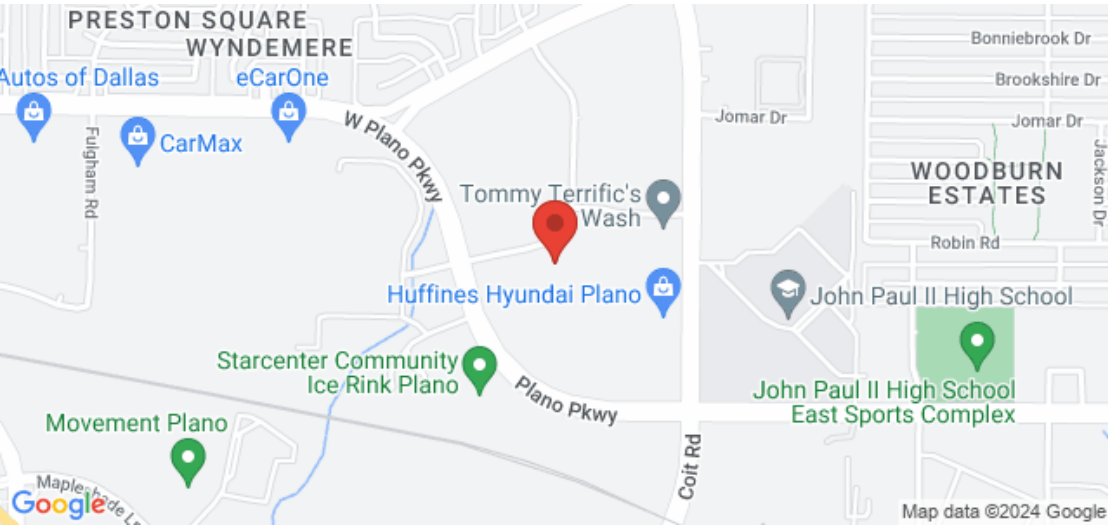 PRESTON SQUARE
WYNDEMERE
Autos of Dallas
eCarOne
CarMax
Fulgham Rd
W Plano Pkwy
Bonniebrook Dr
Brookshire Dr
Jomar Dr
Jomar Dr
Jackson Dr
WOODBURN
ESTATES
Tommy Terrific's
Wash
Robin Rd
Huffines Hyundai Plano
John Paul II High School
Starcenter Community
Ice Rink Plano
Plano Pkwy
John Paul II High School
East Sports Complex
Movement Plano
Coit Rd
Mapleshade Ln
Google
Map data ©2024 Google